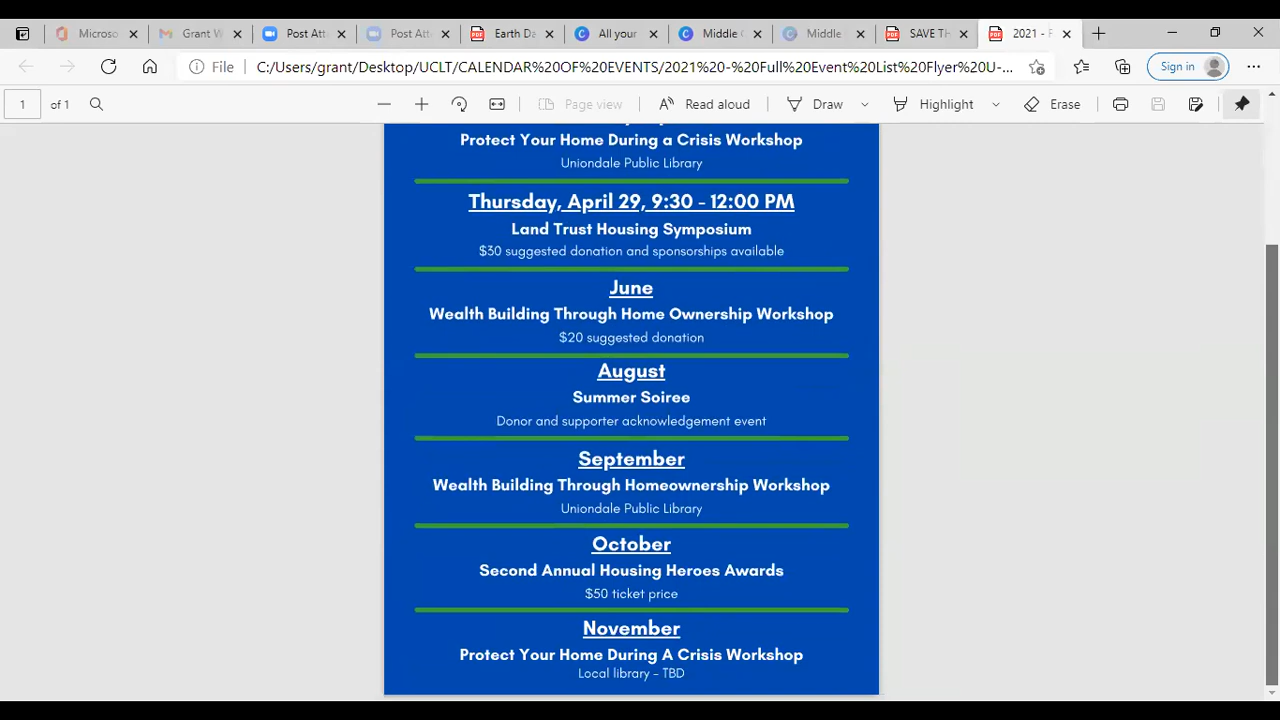 Microso
Grant W
Post Atta
Post Atta
Earth Da
All your
Middle C
Middle
SAVE TH
2021 - F
File
C:/Users/grant/Desktop/UCLT/CALENDAR%20OF%20EVENTS/2021%20-%20Full%20Event%20List%20Flyer%20U-...
Sign in
1 of 1
Page view
Read aloud
Draw
Highlight
Erase
Protect Your Home During a Crisis Workshop
Uniondale Public Library
Thursday, April 29, 9:30 - 12:00 PM
Land Trust Housing Symposium
$30 suggested donation and sponsorships available
June
Wealth Building Through Home Ownership Workshop
$20 suggested donation
August
Summer Soiree
Donor and supporter acknowledgement event
September
Wealth Building Through Homeownership Workshop
Uniondale Public Library
October
Second Annual Housing Heroes Awards
$50 ticket price
November
Protect Your Home During A Crisis Workshop
Local library - TBD